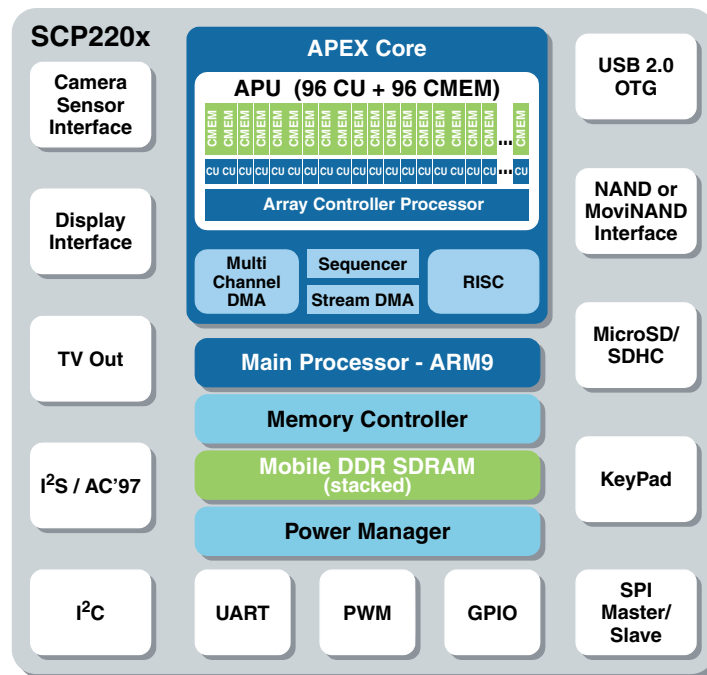 SCP220x
Camera
Sensor
Interface
Display
Interface
TV Out
I²S / AC'97
I²C
APEX Core
APU (96 CU + 96 CMEM)
CMEM CMEM CMEM CMEM CMEM CMEM CMEM CMEM CMEM CMEM CMEM CMEM CMEM CMEM CMEM CMEM CMEM CMEM ... CMEM
CU CU CU CU CU CU CU CU CU CU CU CU CU CU CU CU CU CU ... CU
Array Controller Processor
Multi
Channel
DMA
Sequencer
Stream DMA
RISC
Main Processor - ARM9
Memory Controller
Mobile DDR SDRAM
(stacked)
Power Manager
UART
PWM
GPIO
USB 2.0
OTG
NAND or
MoviNAND
Interface
MicroSD/
SDHC
KeyPad
SPI
Master/
Slave